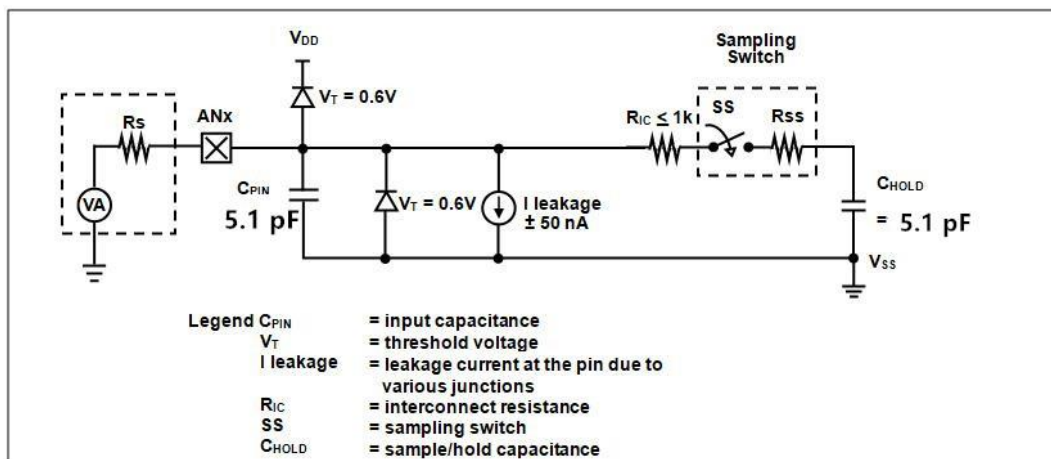 Sampling
Switch
VDD
VT = 0.6V
Rs
ANx
RIC ≤ 1k
SS
Rss
VA
CPIN
5.1 pF
VT = 0.6V
I leakage
± 50 nA
CHOLD
= 5.1 pF
VSS
Legend CPIN = input capacitance
VT = threshold voltage
I leakage = leakage current at the pin due to
various junctions
RIC = interconnect resistance
SS = sampling switch
CHOLD = sample/hold capacitance